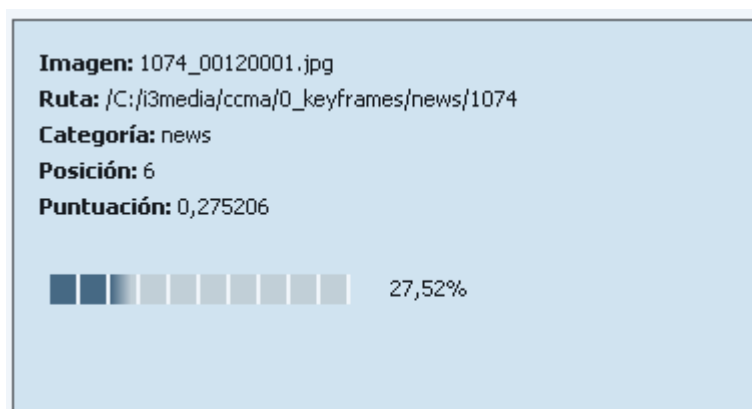 Imagen: 1074_00120001.jpg
Ruta: /C:/i3media/ccma/0_keyframes/news/1074
Categoría: news
Posición: 6
Puntuación: 0,275206
27,52%